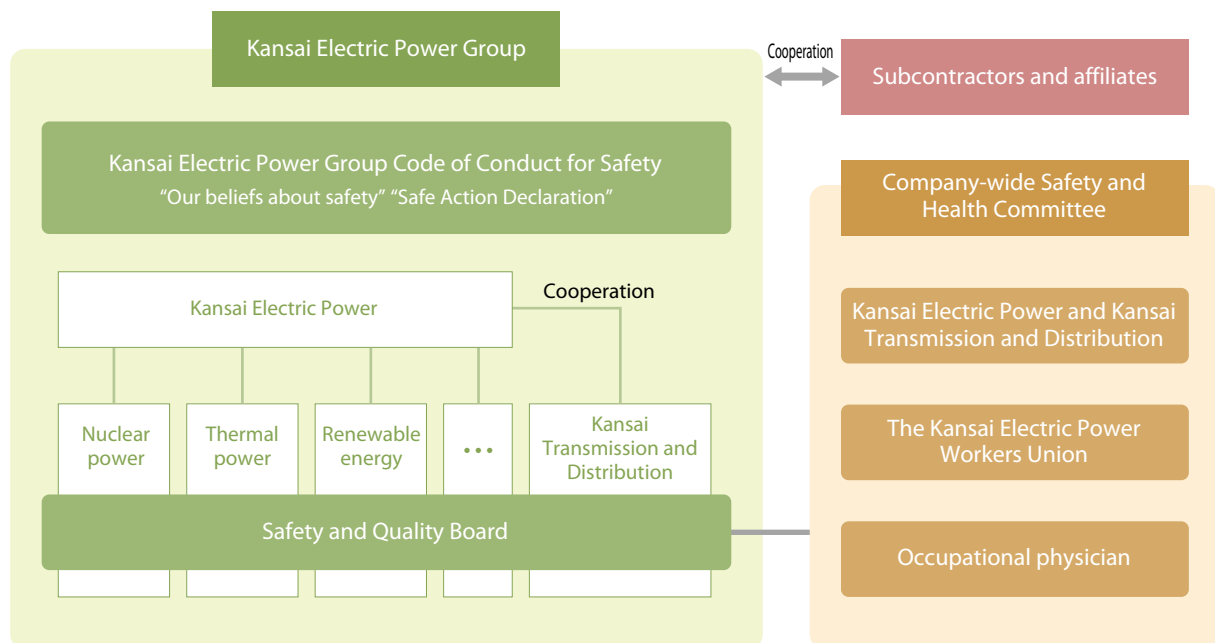 Kansai Electric Power Group
Kansai Electric Power Group Code of Conduct for Safety
“Our beliefs about safety” “Safe Action Declaration”
Kansai Electric Power
Cooperation
Nuclear
power
Thermal
power
Renewable
energy
•••
Kansai
Transmission and
Distribution
Safety and Quality Board
Cooperation
Subcontractors and affiliates
Company-wide Safety and
Health Committee
Kansai Electric Power and Kansai
Transmission and Distribution
The Kansai Electric Power
Workers Union
Occupational physician